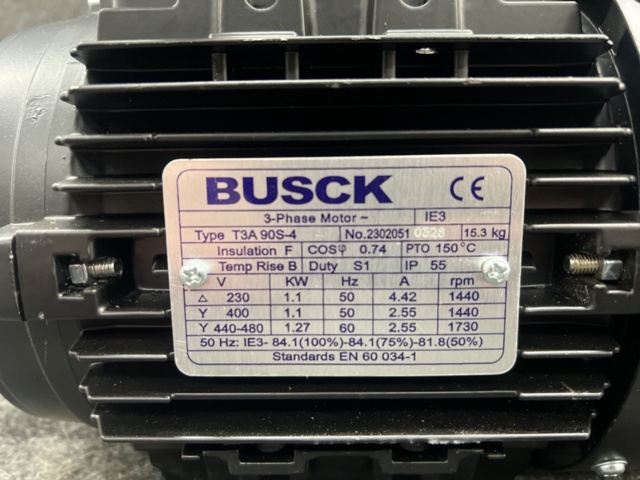 BUSCK CE
3-Phase Motor ~ IE3
Type T3A 90S-4 No.2302051 0328 15.3 kg
Insulation F COSφ 0.74 PTO 150°C
Temp Rise B Duty S1 IP 55
V KW Hz A rpm
△ 230 1.1 50 4.42 1440
Y 400 1.1 50 2.55 1440
Y 440-480 1.27 60 2.55 1730
50 Hz: IE3- 84.1(100%)-84.1(75%)-81.8(50%)
Standards EN 60 034-1